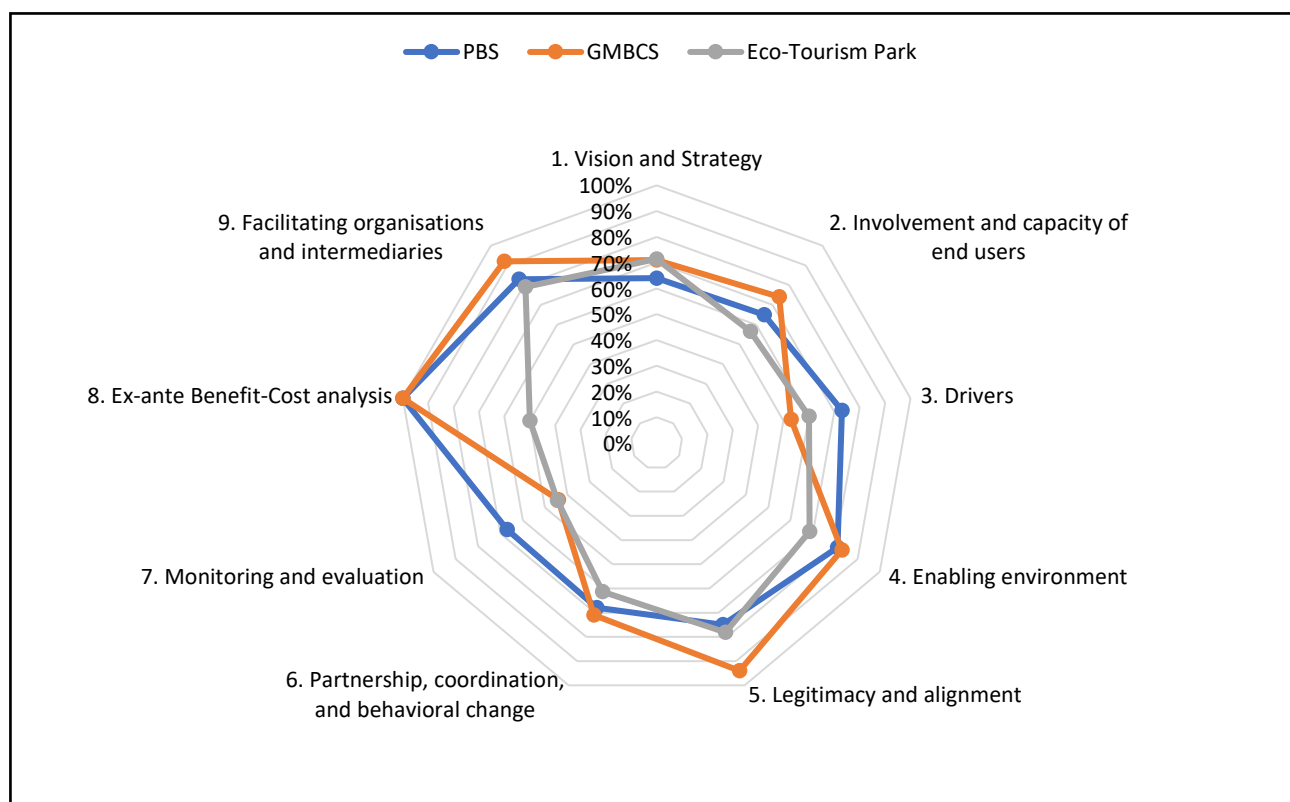 PBS GMBCS Eco-Tourism Park
1. Vision and Strategy
100%
90%
80%
70%
60%
50%
40%
30%
20%
10%
0%
2. Involvement and capacity of
end users
3. Drivers
4. Enabling environment
5. Legitimacy and alignment
6. Partnership, coordination,
and behavioral change
7. Monitoring and evaluation
8. Ex-ante Benefit-Cost analysis
9. Facilitating organisations
and intermediaries